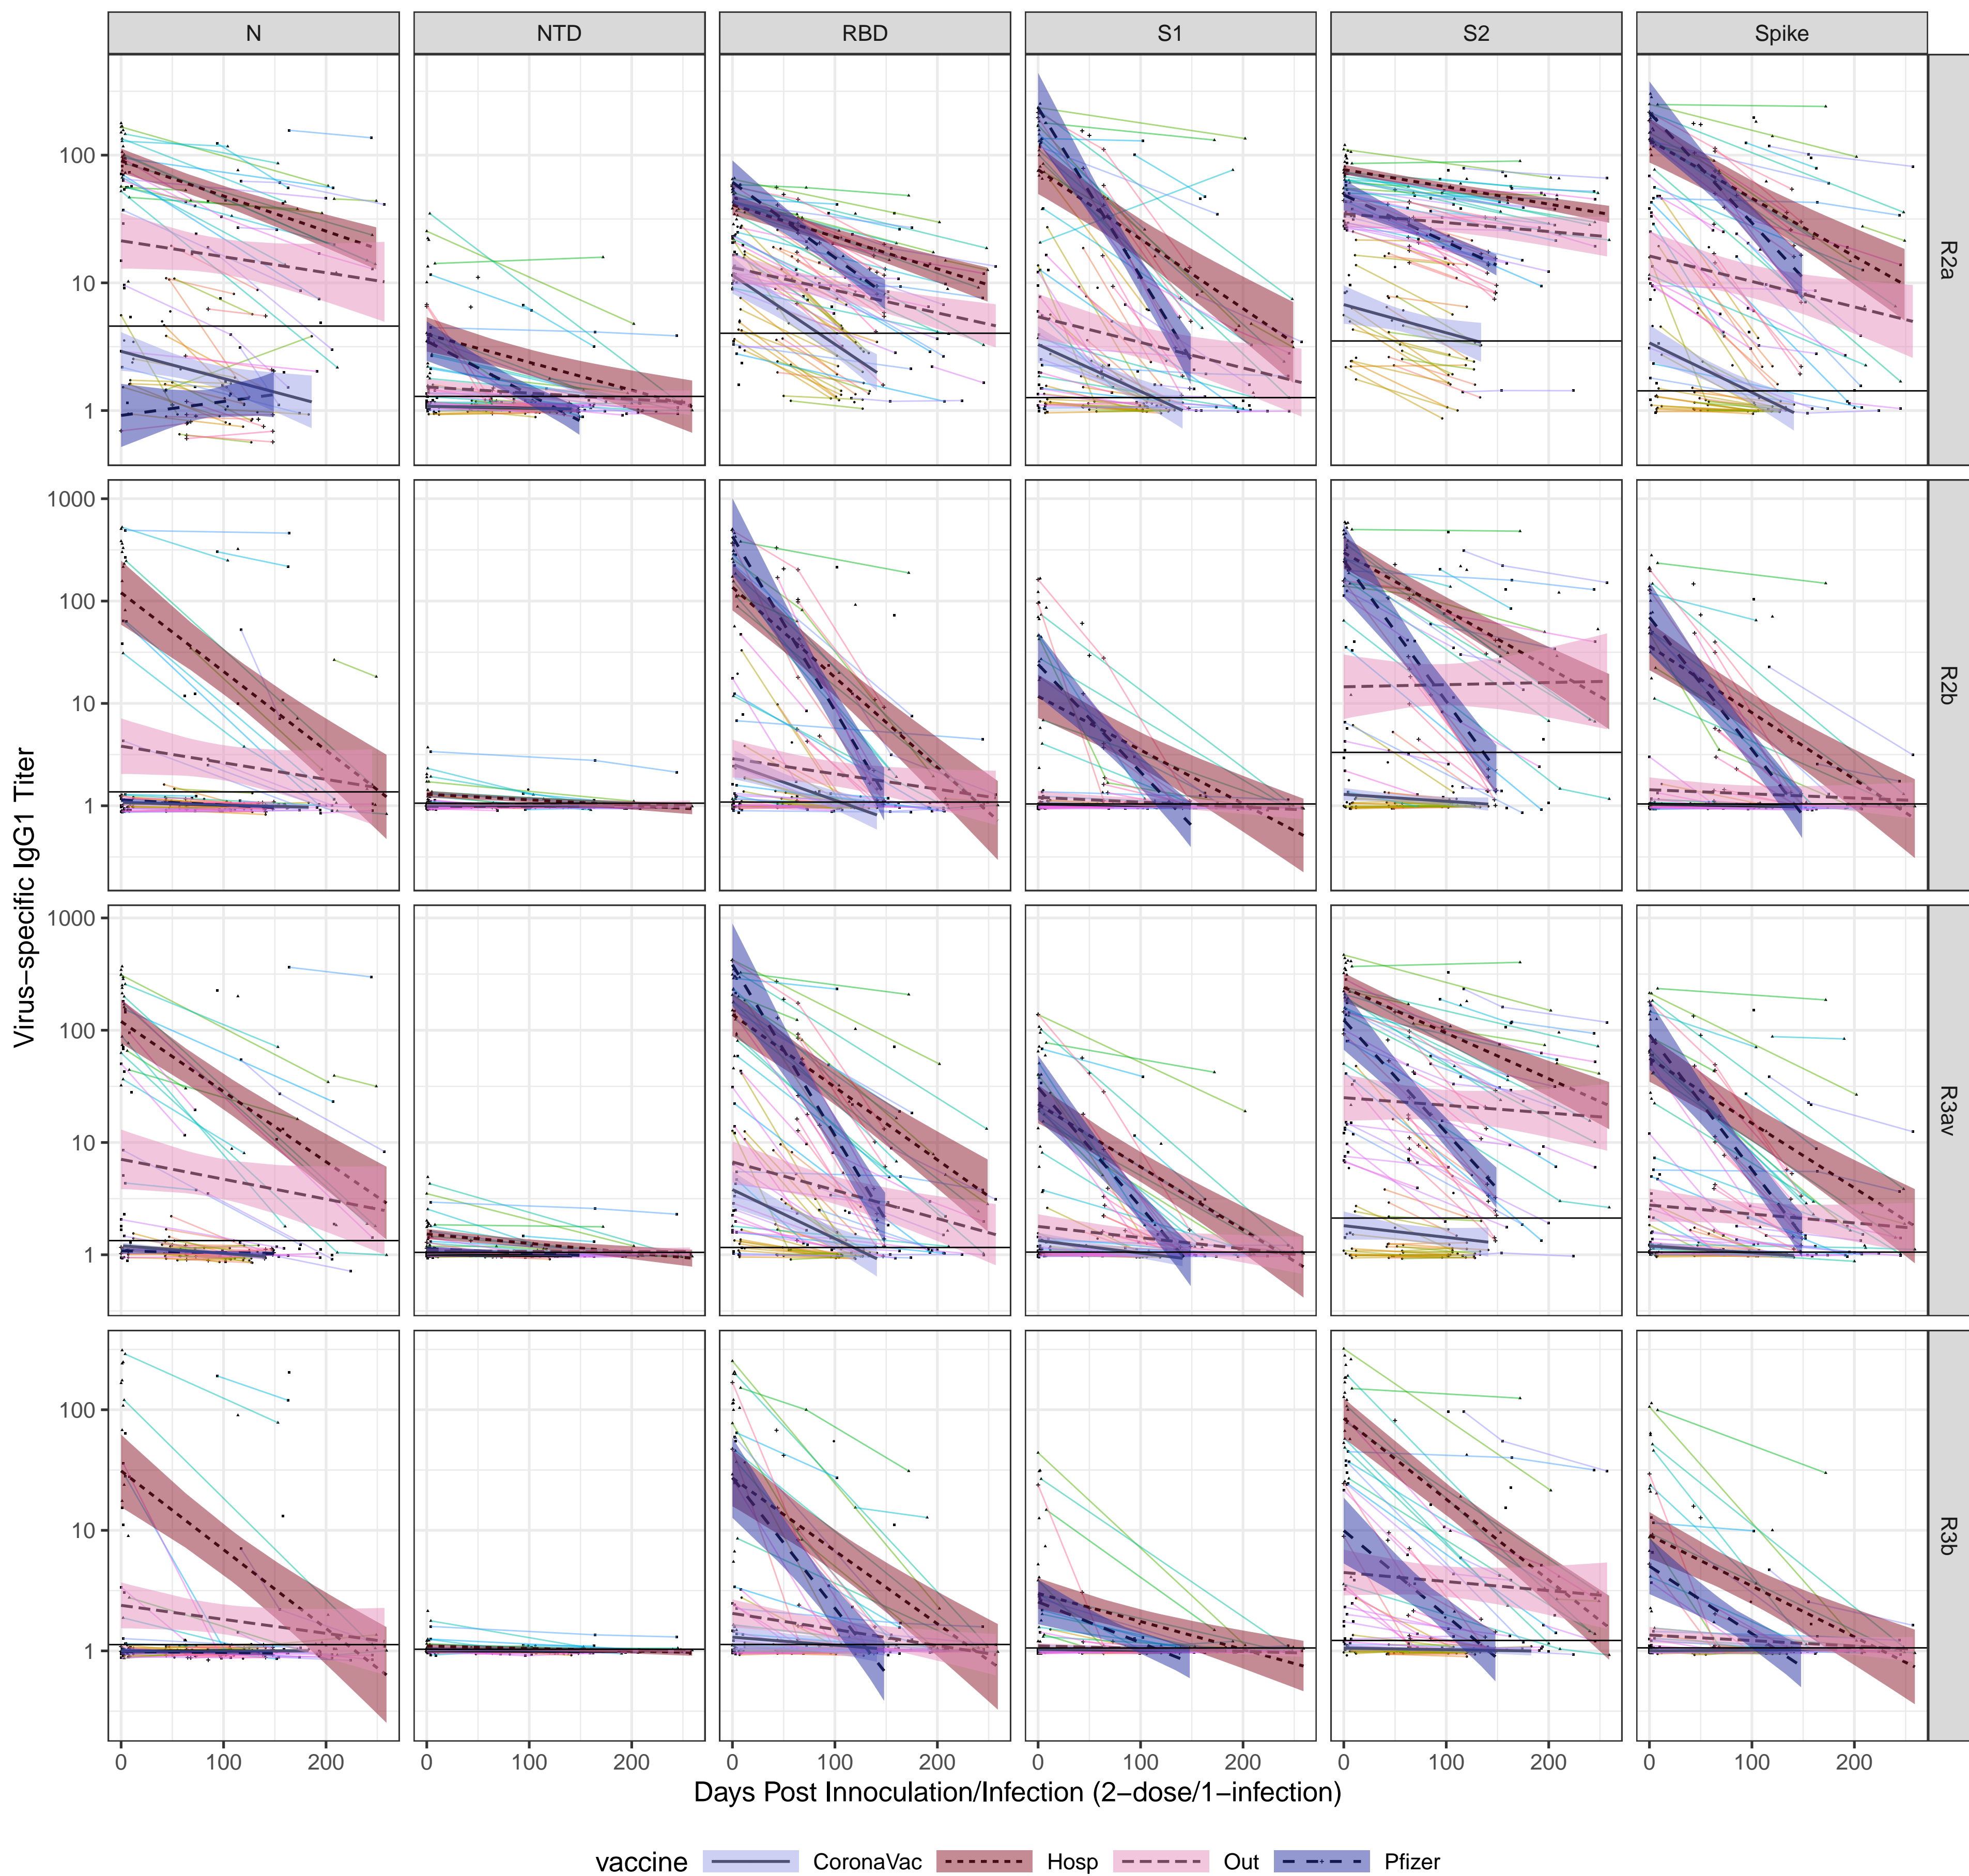 N NTD RBD S1 S2 Spike
100
10
1
R2a
1000
100
10
1
R2b
1000
100
10
1
R3av
100
10
1
R3b
Virus−specific IgG1 Titer
0 100 200 0 100 200 0 100 200 0 100 200 0 100 200 0 100 200
Days Post Innoculation/Infection (2−dose/1−infection)
vaccine CoronaVac Hosp Out Pfizer